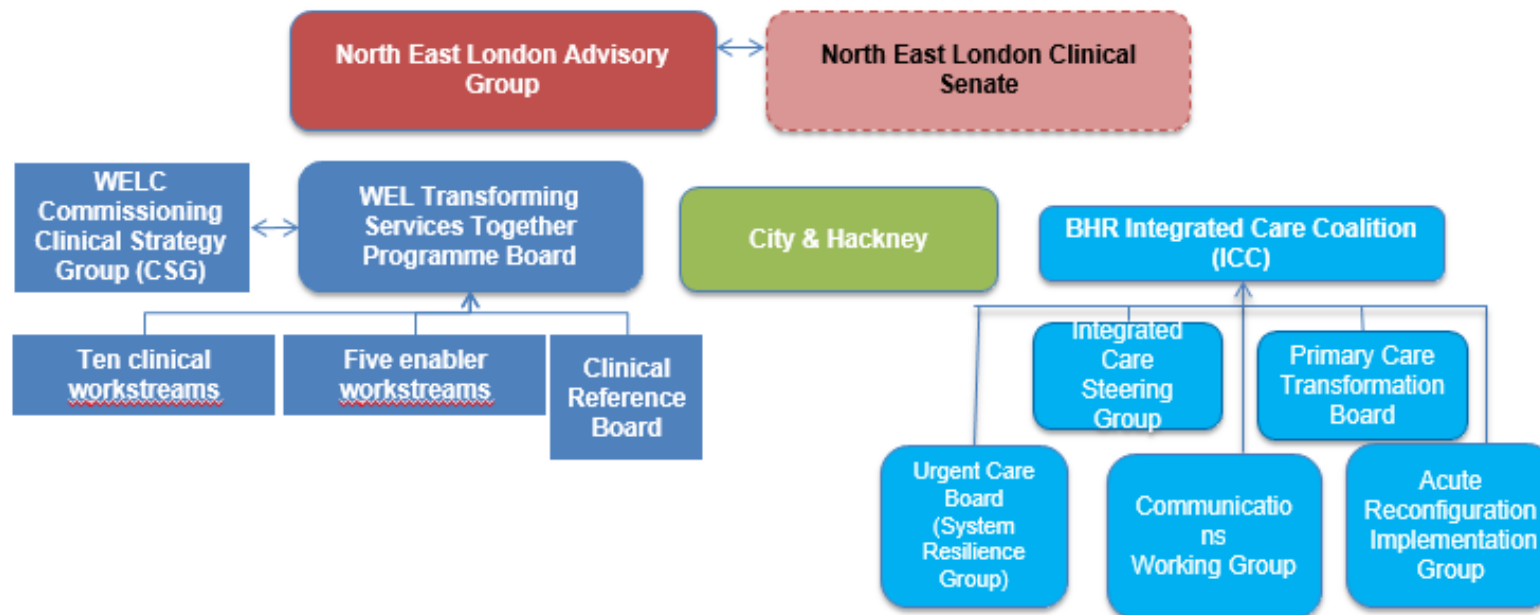 North East London Advisory
Group
North East London Clinical
Senate
WELC
Commissioning
Clinical Strategy
Group (CSG)
WEL Transforming
Services Together
Programme Board
City & Hackney
BHR Integrated Care Coalition
(ICC)
Ten clinical
workstreams
Five enabler
workstreams
Clinical
Reference
Board
Integrated
Care
Steering
Group
Primary Care
Transformation
Board
Urgent Care
Board
(System
Resilience
Group)
Communicatio
ns
Working Group
Acute
Reconfiguration
Implementation
Group